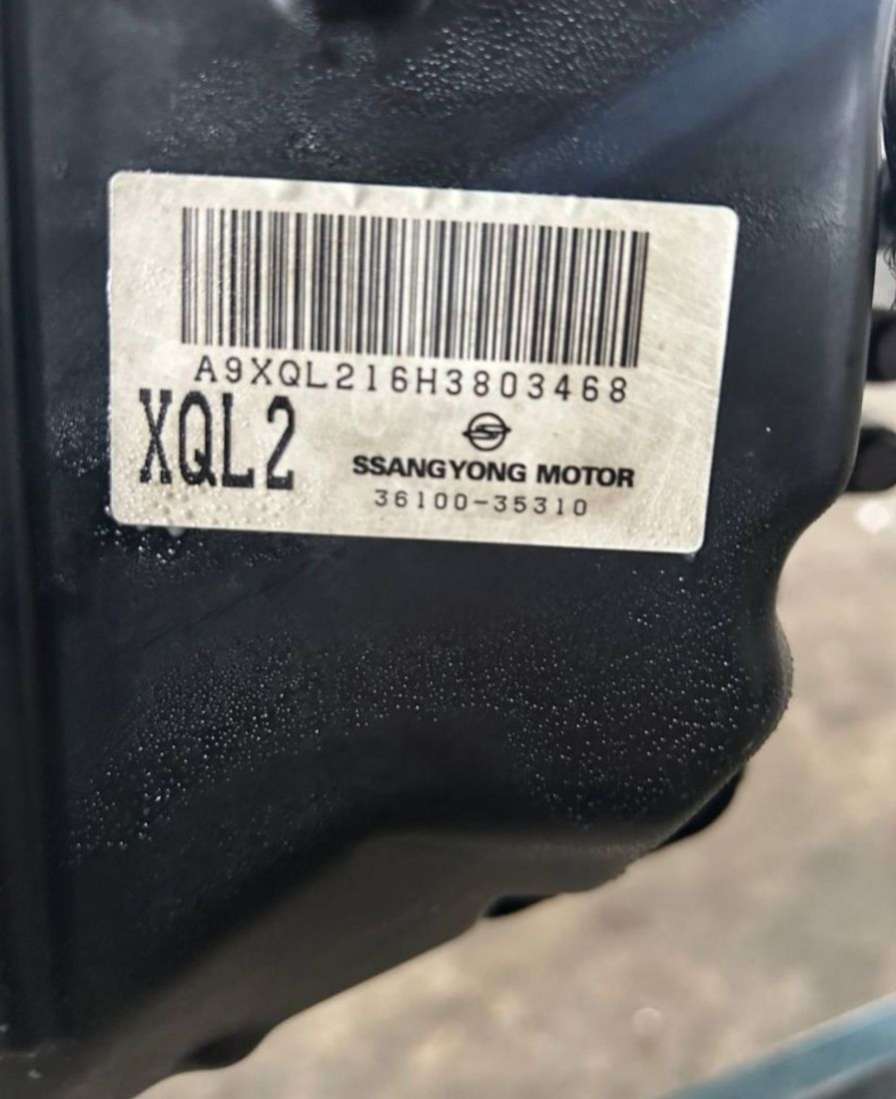 A9XQL216H3803468
XQL2
SSANGYONG MOTOR
36100-35310